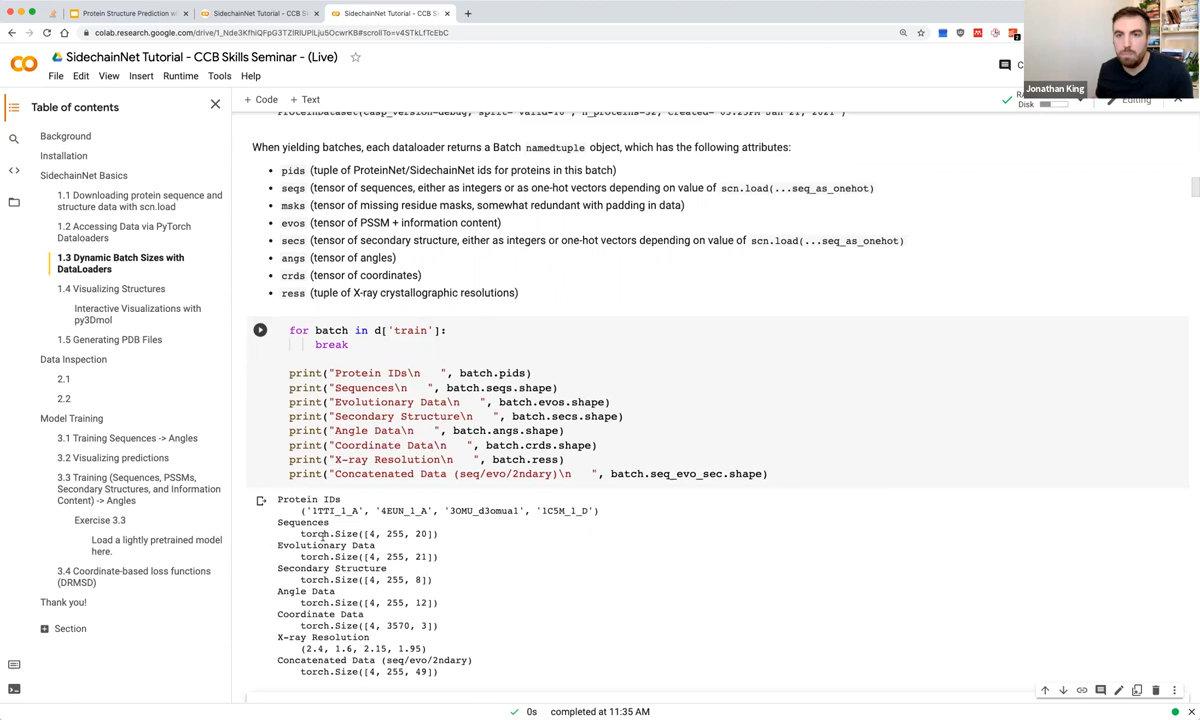 Protein Structure Prediction wi
SidechainNet Tutorial - CCB S
SidechainNet Tutorial - CCB S
colab.research.google.com/drive/1_Nde3KfhiQFpG3TZlRlUPlLju5OcwrKB#scrollTo=v4STkLfTcEbC
SidechainNet Tutorial - CCB Skills Seminar - (Live)
File Edit View Insert Runtime Tools Help
Jonathan King
Table of contents
+ Code + Text
Disk
Editing
Background
Installation
SidechainNet Basics
1.1 Downloading protein sequence and
structure data with scn.load
1.2 Accessing Data via PyTorch
Dataloaders
1.3 Dynamic Batch Sizes with
DataLoaders
1.4 Visualizing Structures
Interactive Visualizations with
py3Dmol
1.5 Generating PDB Files
Data Inspection
2.1
2.2
Model Training
3.1 Training Sequences -> Angles
3.2 Visualizing predictions
3.3 Training (Sequences, PSSMs,
Secondary Structures, and Information
Content) -> Angles
Exercise 3.3
Load a lightly pretrained model
here.
3.4 Coordinate-based loss functions
(DRMSD)
Thank you!
Section
When yielding batches, each dataloader returns a Batch namedtuple object, which has the following attributes:
• pids (tuple of ProteinNet/SidechainNet ids for proteins in this batch)
• seqs (tensor of sequences, either as integers or as one-hot vectors depending on value of scn.load(...seq_as_onehot)
• msks (tensor of missing residue masks, somewhat redundant with padding in data)
• evos (tensor of PSSM + information content)
• secs (tensor of secondary structure, either as integers or one-hot vectors depending on value of scn.load(...seq_as_onehot)
• angs (tensor of angles)
• crds (tensor of coordinates)
• ress (tuple of X-ray crystallographic resolutions)
for batch in d['train']:
break
print("Protein IDs\n   ", batch.pids)
print("Sequences\n   ", batch.seqs.shape)
print("Evolutionary Data\n   ", batch.evos.shape)
print("Secondary Structure\n   ", batch.secs.shape)
print("Angle Data\n   ", batch.angs.shape)
print("Coordinate Data\n   ", batch.crds.shape)
print("X-ray Resolution\n   ", batch.ress)
print("Concatenated Data (seq/evo/2ndary)\n   ", batch.seq_evo_sec.shape)
Protein IDs
('1TTI_1_A', '4EUN_1_A', '3OMU_d3omua1', '1C5M_1_D')
Sequences
torch.Size([4, 255, 20])
Evolutionary Data
torch.Size([4, 255, 21])
Secondary Structure
torch.Size([4, 255, 8])
Angle Data
torch.Size([4, 255, 12])
Coordinate Data
torch.Size([4, 3570, 3])
X-ray Resolution
(2.4, 1.6, 2.15, 1.95)
Concatenated Data (seq/evo/2ndary)
torch.Size([4, 255, 49])
0s completed at 11:35 AM